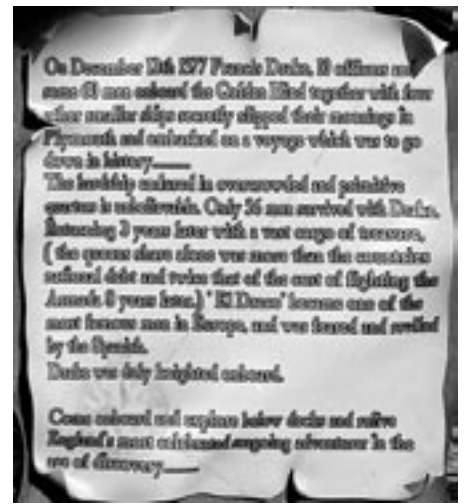 On December 13th 1577 Francis Drake, 10 officers and
some 60 men onboard the Golden Hind together with four
other smaller ships secretly slipped their moorings in
Plymouth and embarked on a voyage which was to go
down in history......
The hardship endured in overcrowded and primitive
quarters is unbelievable. Only 56 men survived with Drake.
Returning 3 years later with a vast cargo of treasure,
( the queens share alone was more than the countries
national debt and twice that of the cost of fighting the
Armada 8 years later.) ' El Draco' became one of the
most famous men in Europe, and was feared and reviled
by the Spanish.
Drake was duly knighted onboard.
Come onboard and explore below decks and relive
England's most celebrated seagoing adventurer in the
era of discovery......